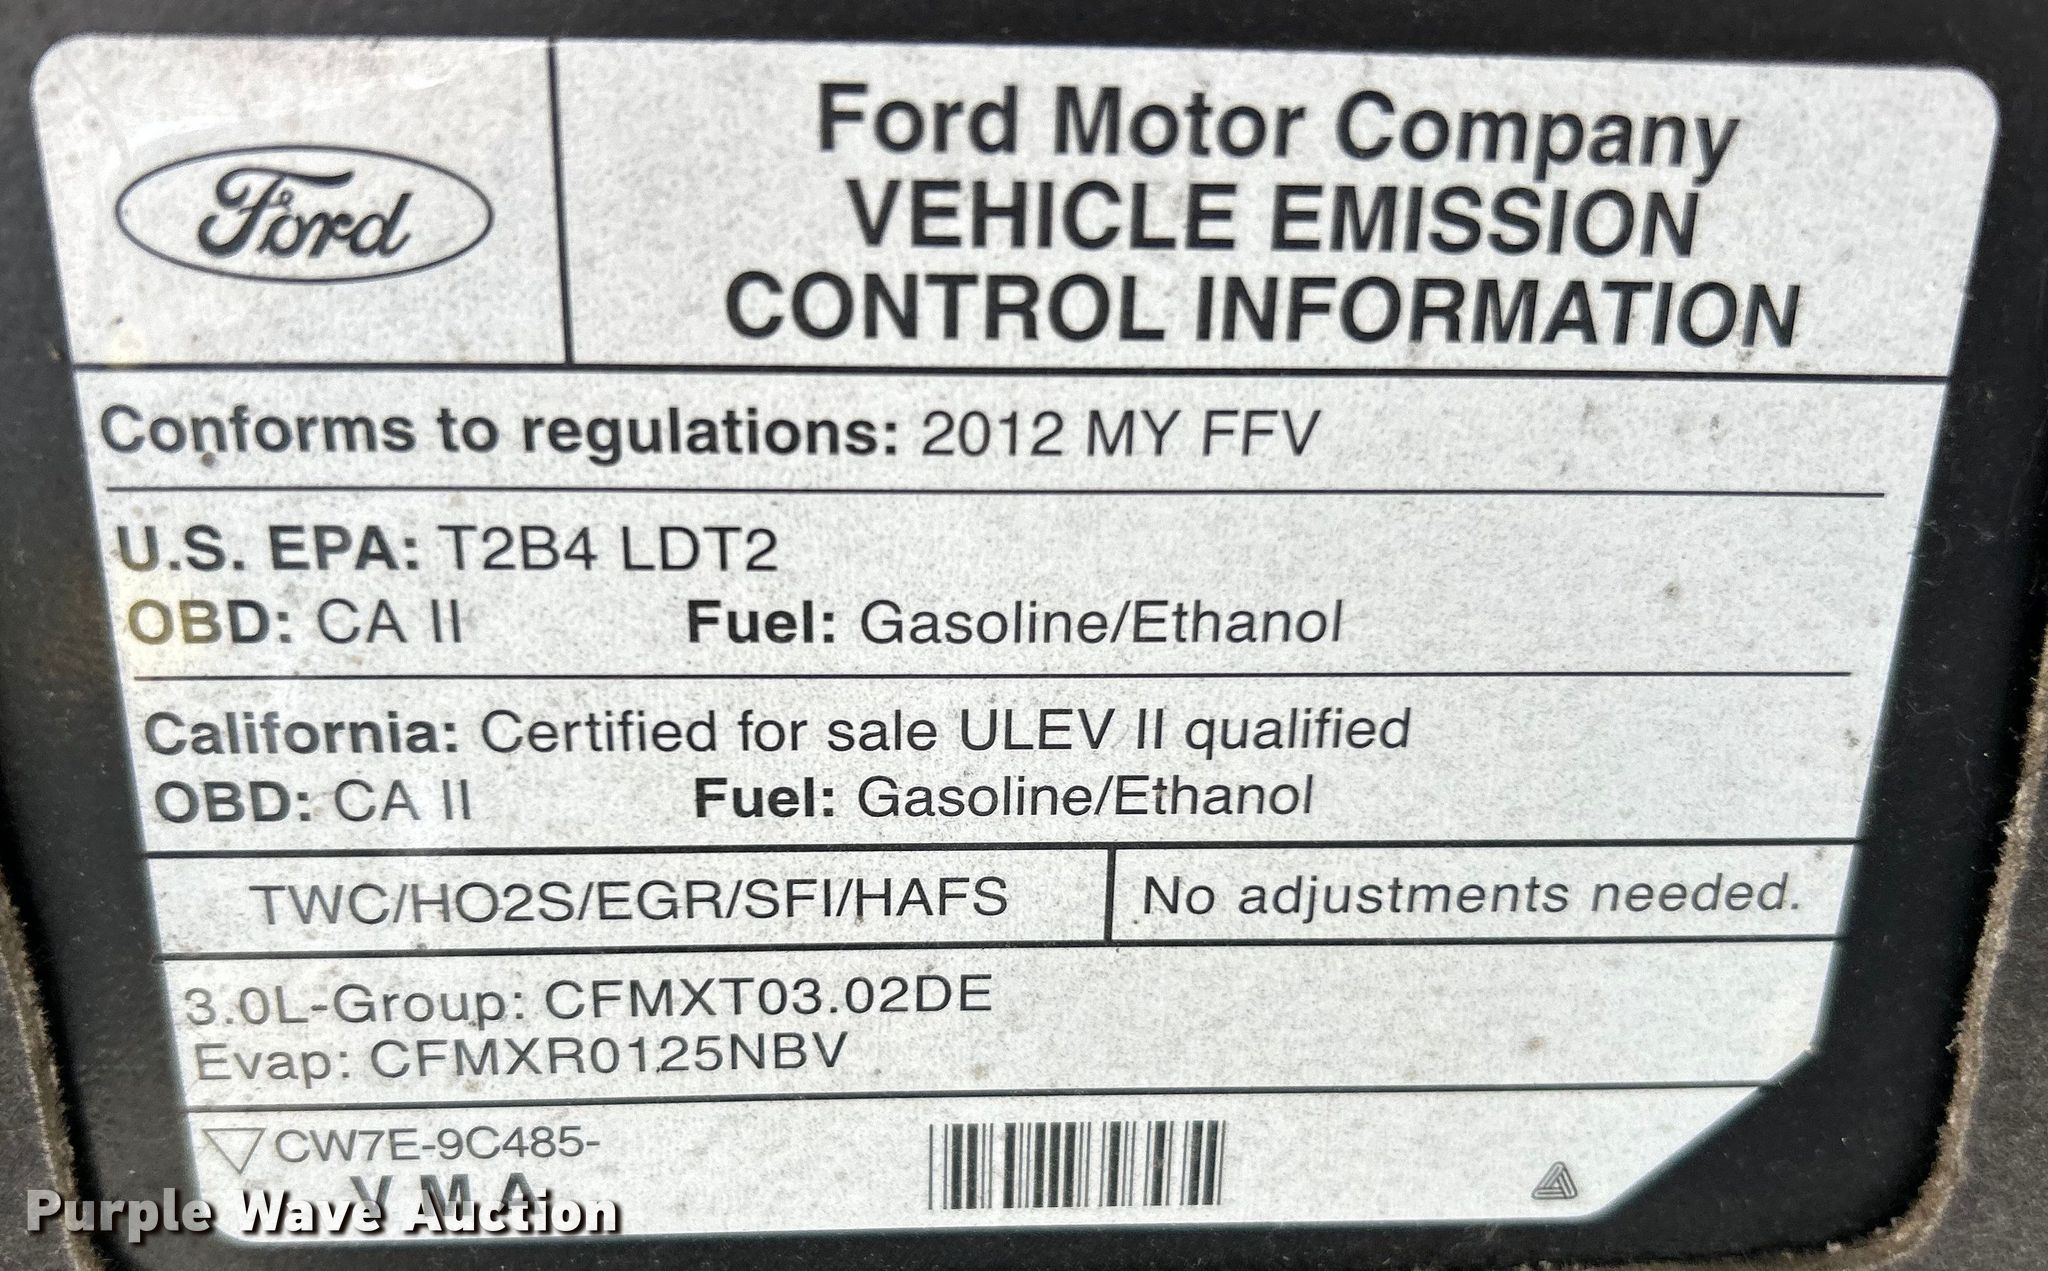 Ford
Ford Motor Company
VEHICLE EMISSION
CONTROL INFORMATION
Conforms to regulations: 2012 MY FFV
U.S. EPA: T2B4 LDT2
OBD: CA II Fuel: Gasoline/Ethanol
California: Certified for sale ULEV II qualified
OBD: CA II Fuel: Gasoline/Ethanol
TWC/HO2S/EGR/SFI/HAFS No adjustments needed.
3.0L-Group: CFMXT03.02DE
Evap: CFMXR0125NBV
CW7E-9C485-
V M A
Purple Wave Auction